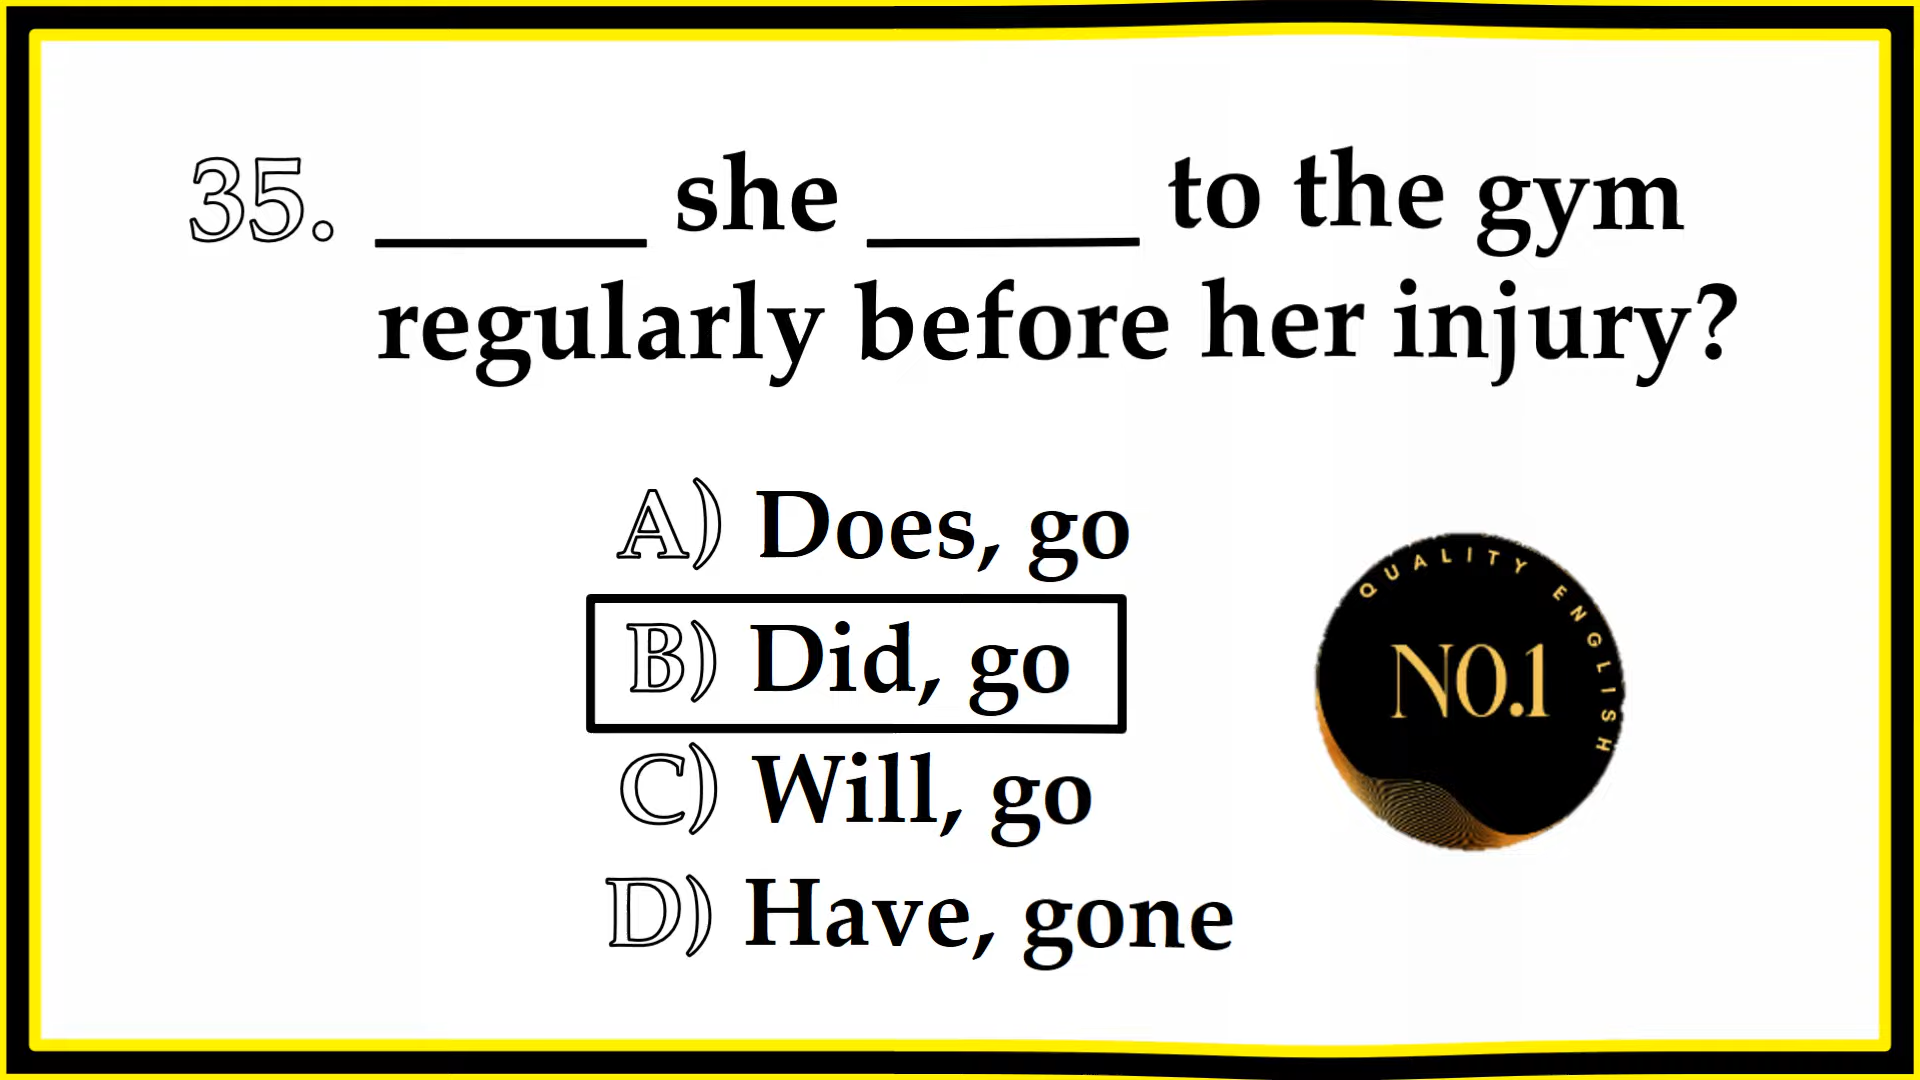 35. ______ she ______ to the gym
regularly before her injury?
A) Does, go
B) Did, go
C) Will, go
D) Have, gone
QUALITY ENGLISH
NO.1